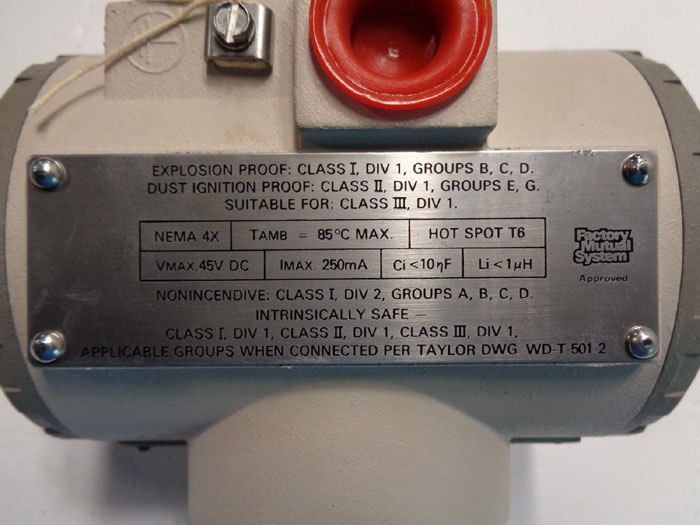 EXPLOSION PROOF: CLASS I, DIV 1, GROUPS B, C, D.
DUST IGNITION PROOF: CLASS II, DIV 1, GROUPS E, G.
SUITABLE FOR: CLASS III, DIV 1.
NEMA 4X TAMB = 85°C MAX. HOT SPOT T6
VMAX.45V DC IMAX. 250mA Ci<10ηF Li<1μH
Factory
Mutual
System
Approved
NONINCENDIVE: CLASS I, DIV 2, GROUPS A, B, C, D.
INTRINSICALLY SAFE —
CLASS I, DIV 1, CLASS II, DIV 1, CLASS III, DIV 1,
APPLICABLE GROUPS WHEN CONNECTED PER TAYLOR DWG WD-T-501-2